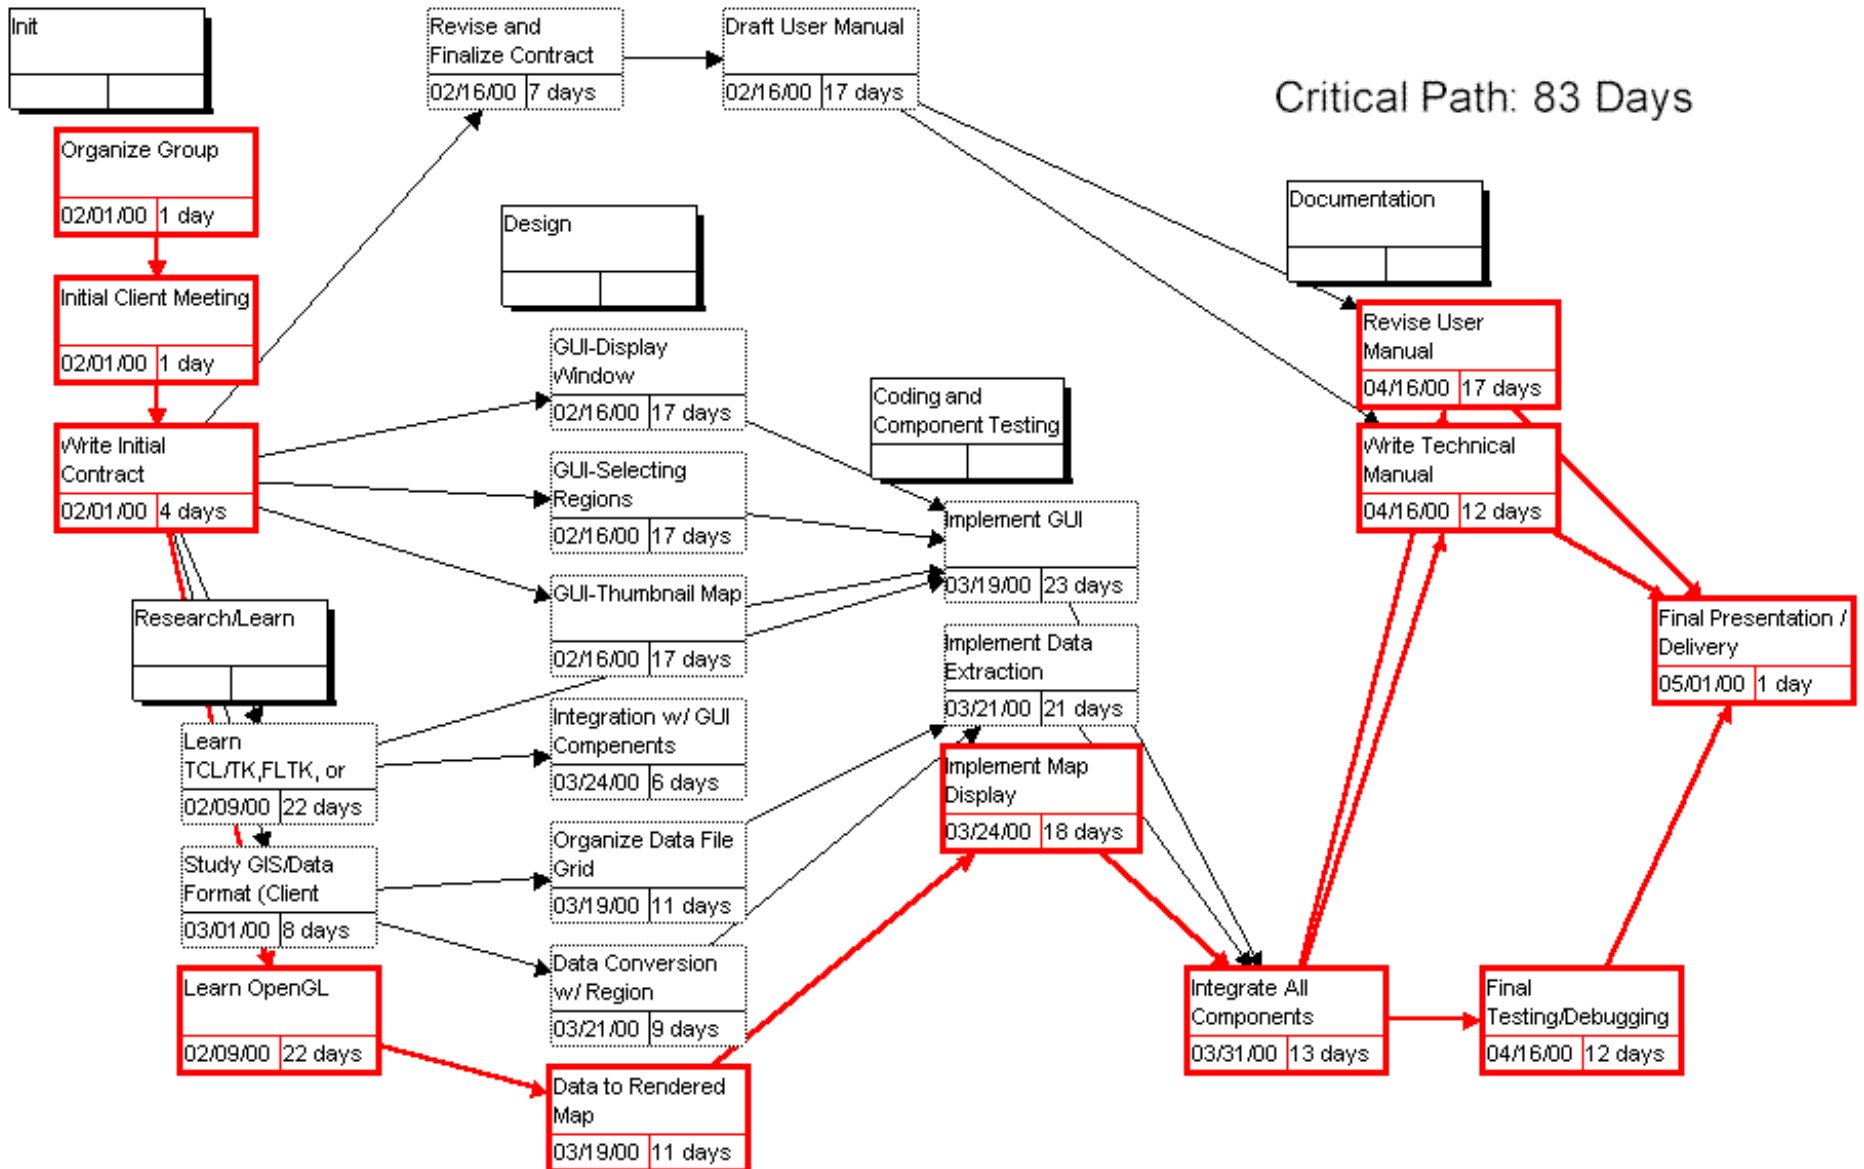 Init
Revise and
Finalize Contract
02/16/00 7 days
Draft User Manual
02/16/00 17 days
Critical Path: 83 Days
Organize Group
02/01/00 1 day
Design
Documentation
Initial Client Meeting
02/01/00 1 day
GUI-Display
Window
02/16/00 17 days
Coding and
Component Testing
Revise User
Manual
04/16/00 17 days
Write Initial
Contract
02/01/00 4 days
GUI-Selecting
Regions
02/16/00 17 days
Implement GUI
03/19/00 23 days
Write Technical
Manual
04/16/00 12 days
Research/Learn
GUI-Thumbnail Map
02/16/00 17 days
Implement Data
Extraction
03/21/00 21 days
Final Presentation /
Delivery
05/01/00 1 day
Learn
TCL/TK,FLTK, or
02/09/00 22 days
Integration w/ GUI
Compenents
03/24/00 6 days
Implement Map
Display
03/24/00 18 days
Study GIS/Data
Format (Client
03/01/00 8 days
Organize Data File
Grid
03/19/00 11 days
Learn OpenGL
02/09/00 22 days
Data Conversion
w/ Region
03/21/00 9 days
Integrate All
Components
03/31/00 13 days
Final
Testing/Debugging
04/16/00 12 days
Data to Rendered
Map
03/19/00 11 days